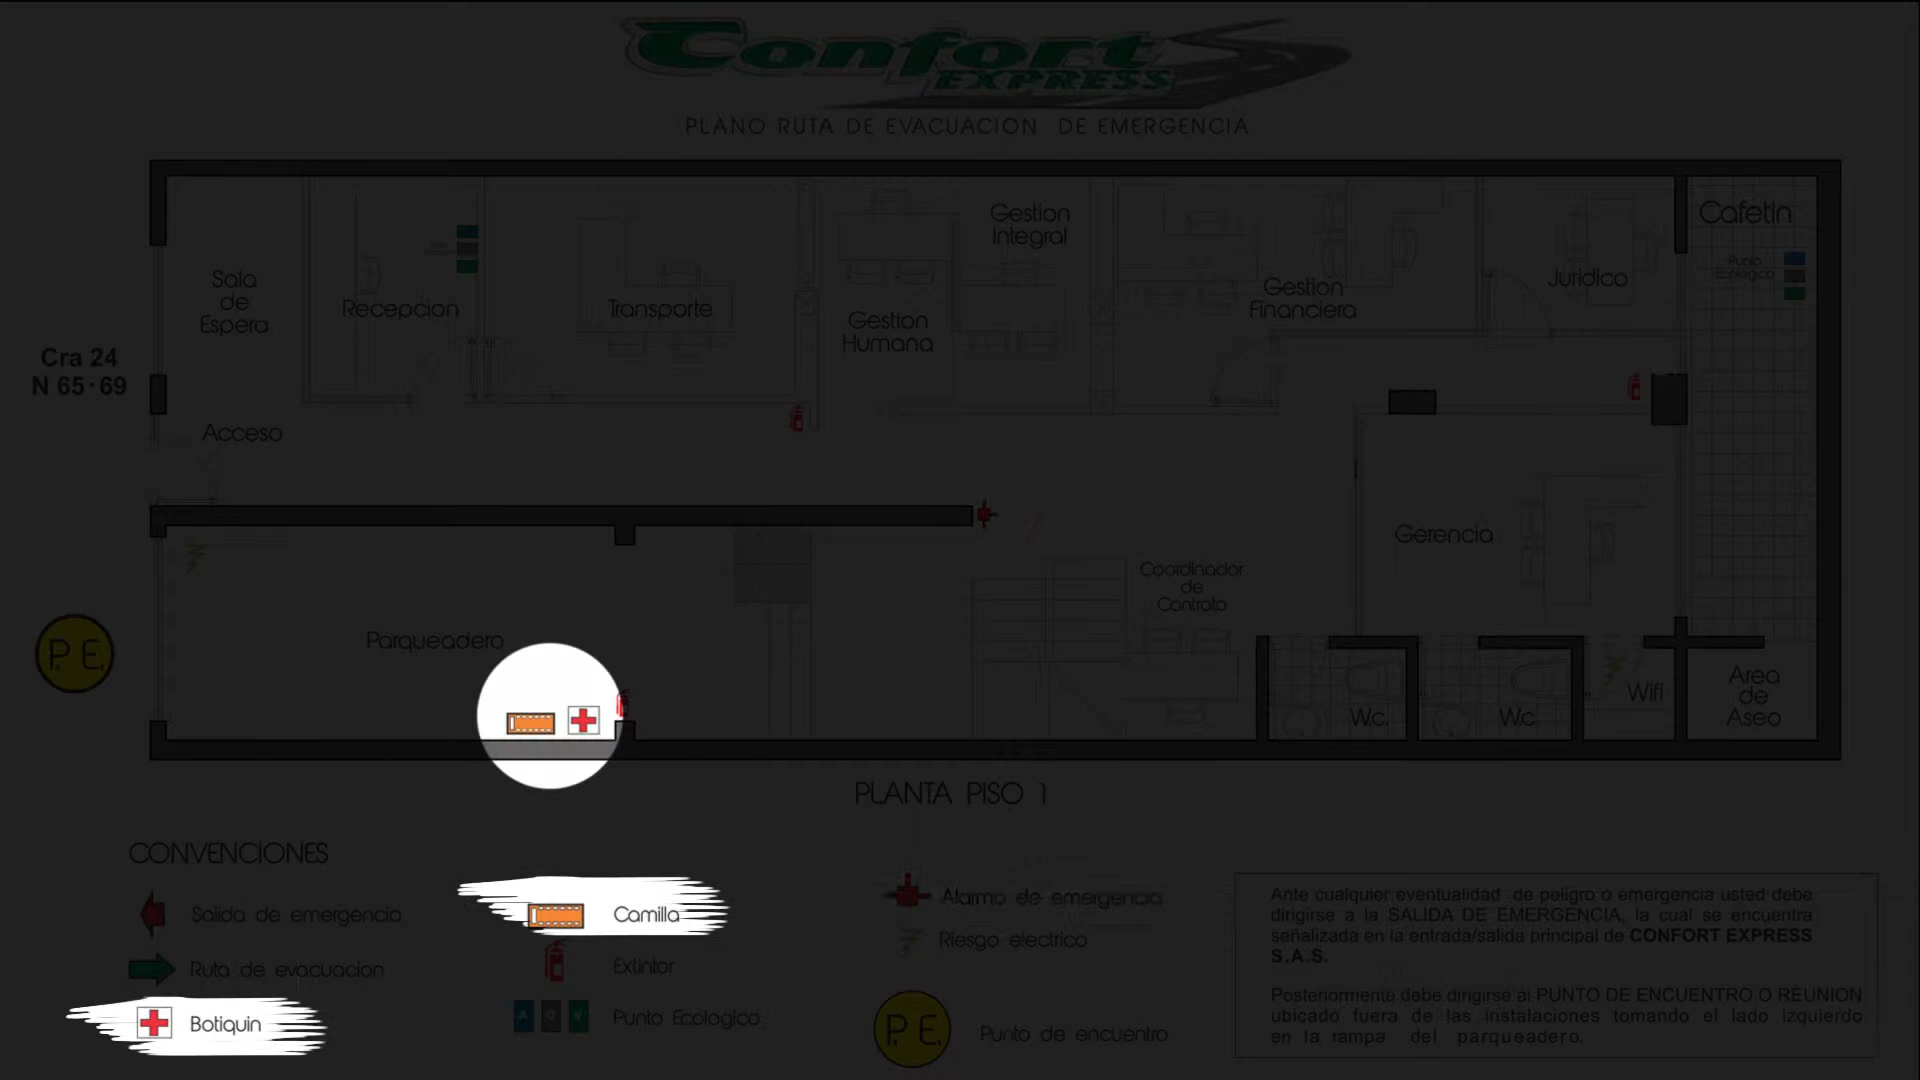 Confort
EXPRESS
PLANO RUTA DE EVACUACION DE EMERGENCIA
Cafetin
Gestion
Integral
Punto
Ecologico
Sala
de
Espera
Recepcion
Transporte
Gestion
Humana
Gestion
Financiera
Juridica
Cra 24
N 65·69
Acceso
Gerencia
Coordinador
de
Contrato
Parqueadero
P.E.
W.c.
W.c
Wifi
Area
de
Aseo
PLANTA PISO 1
CONVENCIONES
Salida de emergencia
Ruta de evacuacion
Botiquin
Camilla
Extintor
A G V
Punto Ecologico
Alarma de emergencia
Riesgo electrico
P.E.
Punto de encuentro
Ante cualquier eventualidad de peligro o emergencia usted debe
dirigirse a la SALIDA DE EMERGENCIA, la cual se encuentra
señalizada en la entrada/salida principal de CONFORT EXPRESS
S.A.S.
Posteriormente debe dirigirse al PUNTO DE ENCUENTRO O REUNION
ubicado fuera de las instalaciones tomando el lado izquierdo
en la rampa del parqueadero.